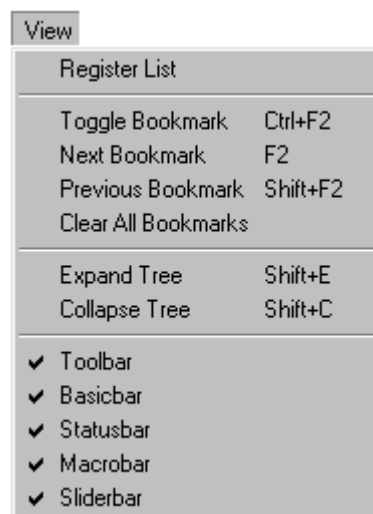 View
Register List
Toggle Bookmark Ctrl+F2
Next Bookmark F2
Previous Bookmark Shift+F2
Clear All Bookmarks
Expand Tree Shift+E
Collapse Tree Shift+C
Toolbar
Basicbar
Statusbar
Macrobar
Sliderbar